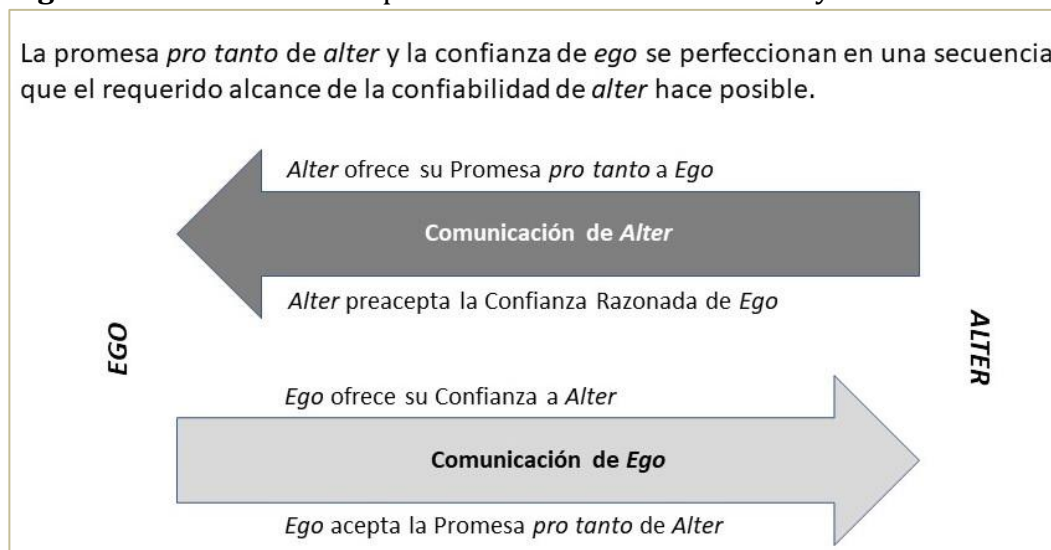 La promesa pro tanto de alter y la confianza de ego se perfeccionan en una secuencia
que el requerido alcance de la confiabilidad de alter hace posible.
Alter ofrece su Promesa pro tanto a Ego
Comunicación de Alter
Alter preacepta la Confianza Razonada de Ego
EGO
ALTER
Ego ofrece su Confianza a Alter
Comunicación de Ego
Ego acepta la Promesa pro tanto de Alter